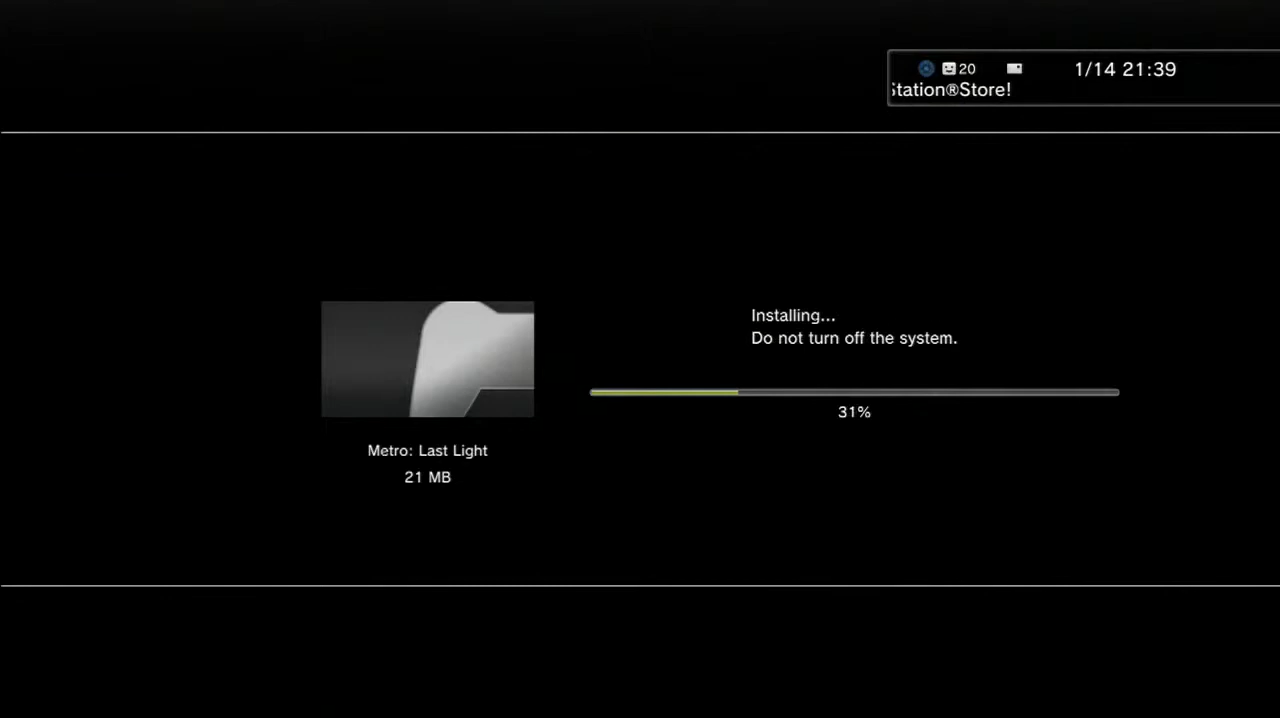 20 1/14 21:39
tation®Store!
Installing...
Do not turn off the system.
31%
Metro: Last Light
21 MB